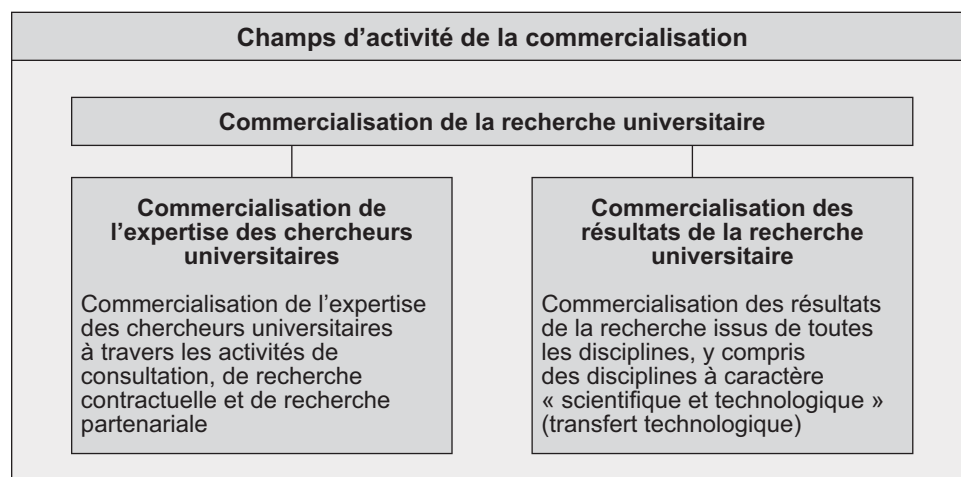 Champs d’activité de la commercialisation
Commercialisation de la recherche universitaire
Commercialisation de
l’expertise des chercheurs
universitaires
Commercialisation de l’expertise
des chercheurs universitaires
à travers les activités de
consultation, de recherche
contractuelle et de recherche
partenariale
Commercialisation des
résultats de la recherche
universitaire
Commercialisation des résultats
de la recherche issus de toutes
les disciplines, y compris
des disciplines à caractère
« scientifique et technologique »
(transfert technologique)